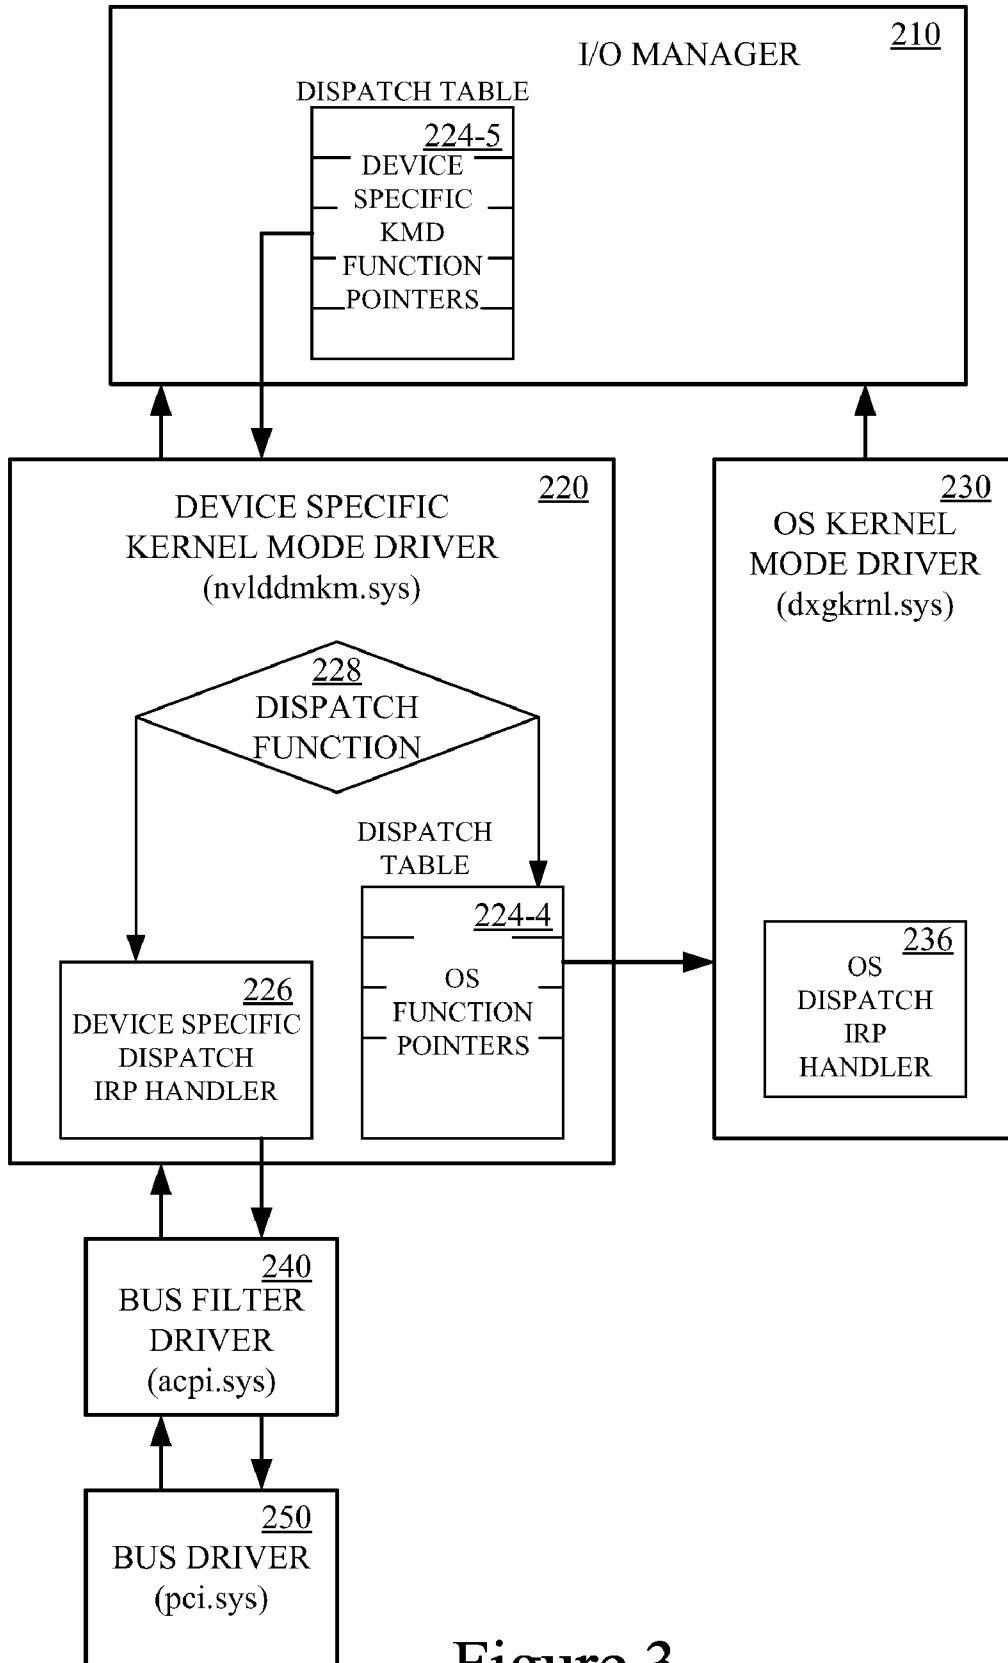 210
I/O MANAGER
DISPATCH TABLE
224-5
DEVICE
SPECIFIC
KMD
FUNCTION
POINTERS
220
DEVICE SPECIFIC
KERNEL MODE DRIVER
(nvlddmkm.sys)
228
DISPATCH
FUNCTION
DISPATCH
TABLE
224-4
OS
FUNCTION
POINTERS
226
DEVICE SPECIFIC
DISPATCH
IRP HANDLER
230
OS KERNEL
MODE DRIVER
(dxgkrnl.sys)
236
OS
DISPATCH
IRP
HANDLER
240
BUS FILTER
DRIVER
(acpi.sys)
250
BUS DRIVER
(pci.sys)
Figure 3